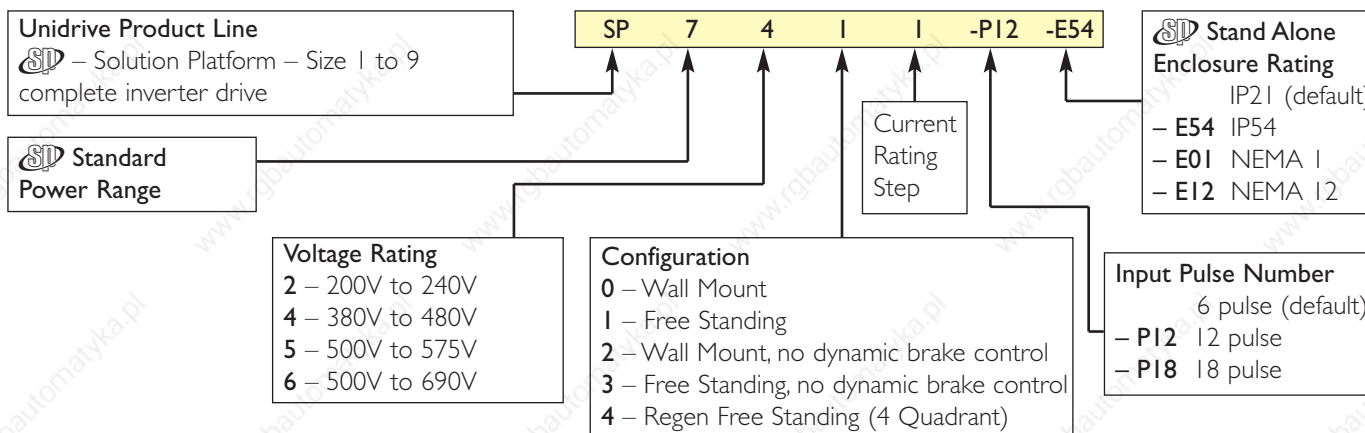 Unidrive Product Line
SP – Solution Platform – Size 1 to 9
complete inverter drive
SP 7 4 1 1 -P12 -E54
SP Stand Alone
Enclosure Rating
IP21 (default)
– E54 IP54
– E01 NEMA 1
– E12 NEMA 12
SP Standard
Power Range
Current
Rating
Step
Voltage Rating
2 – 200V to 240V
4 – 380V to 480V
5 – 500V to 575V
6 – 500V to 690V
Configuration
0 – Wall Mount
1 – Free Standing
2 – Wall Mount, no dynamic brake control
3 – Free Standing, no dynamic brake control
4 – Regen Free Standing (4 Quadrant)
Input Pulse Number
6 pulse (default)
– P12 12 pulse
– P18 18 pulse
www.rgbautomatyka.pl